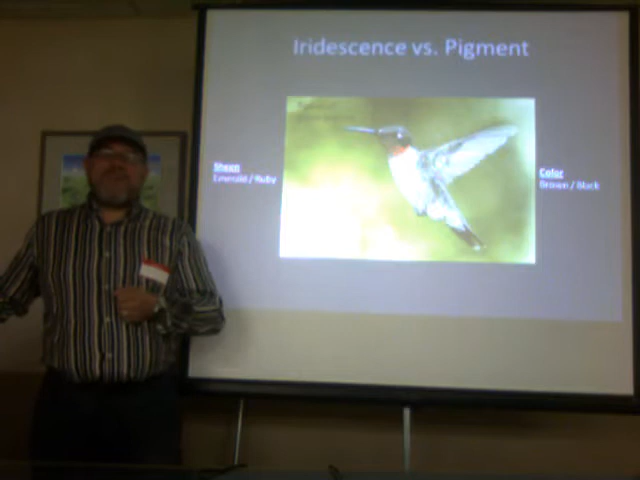 Iridescence vs. Pigment
Sheen
Emerald / Ruby
Color
Brown / Black